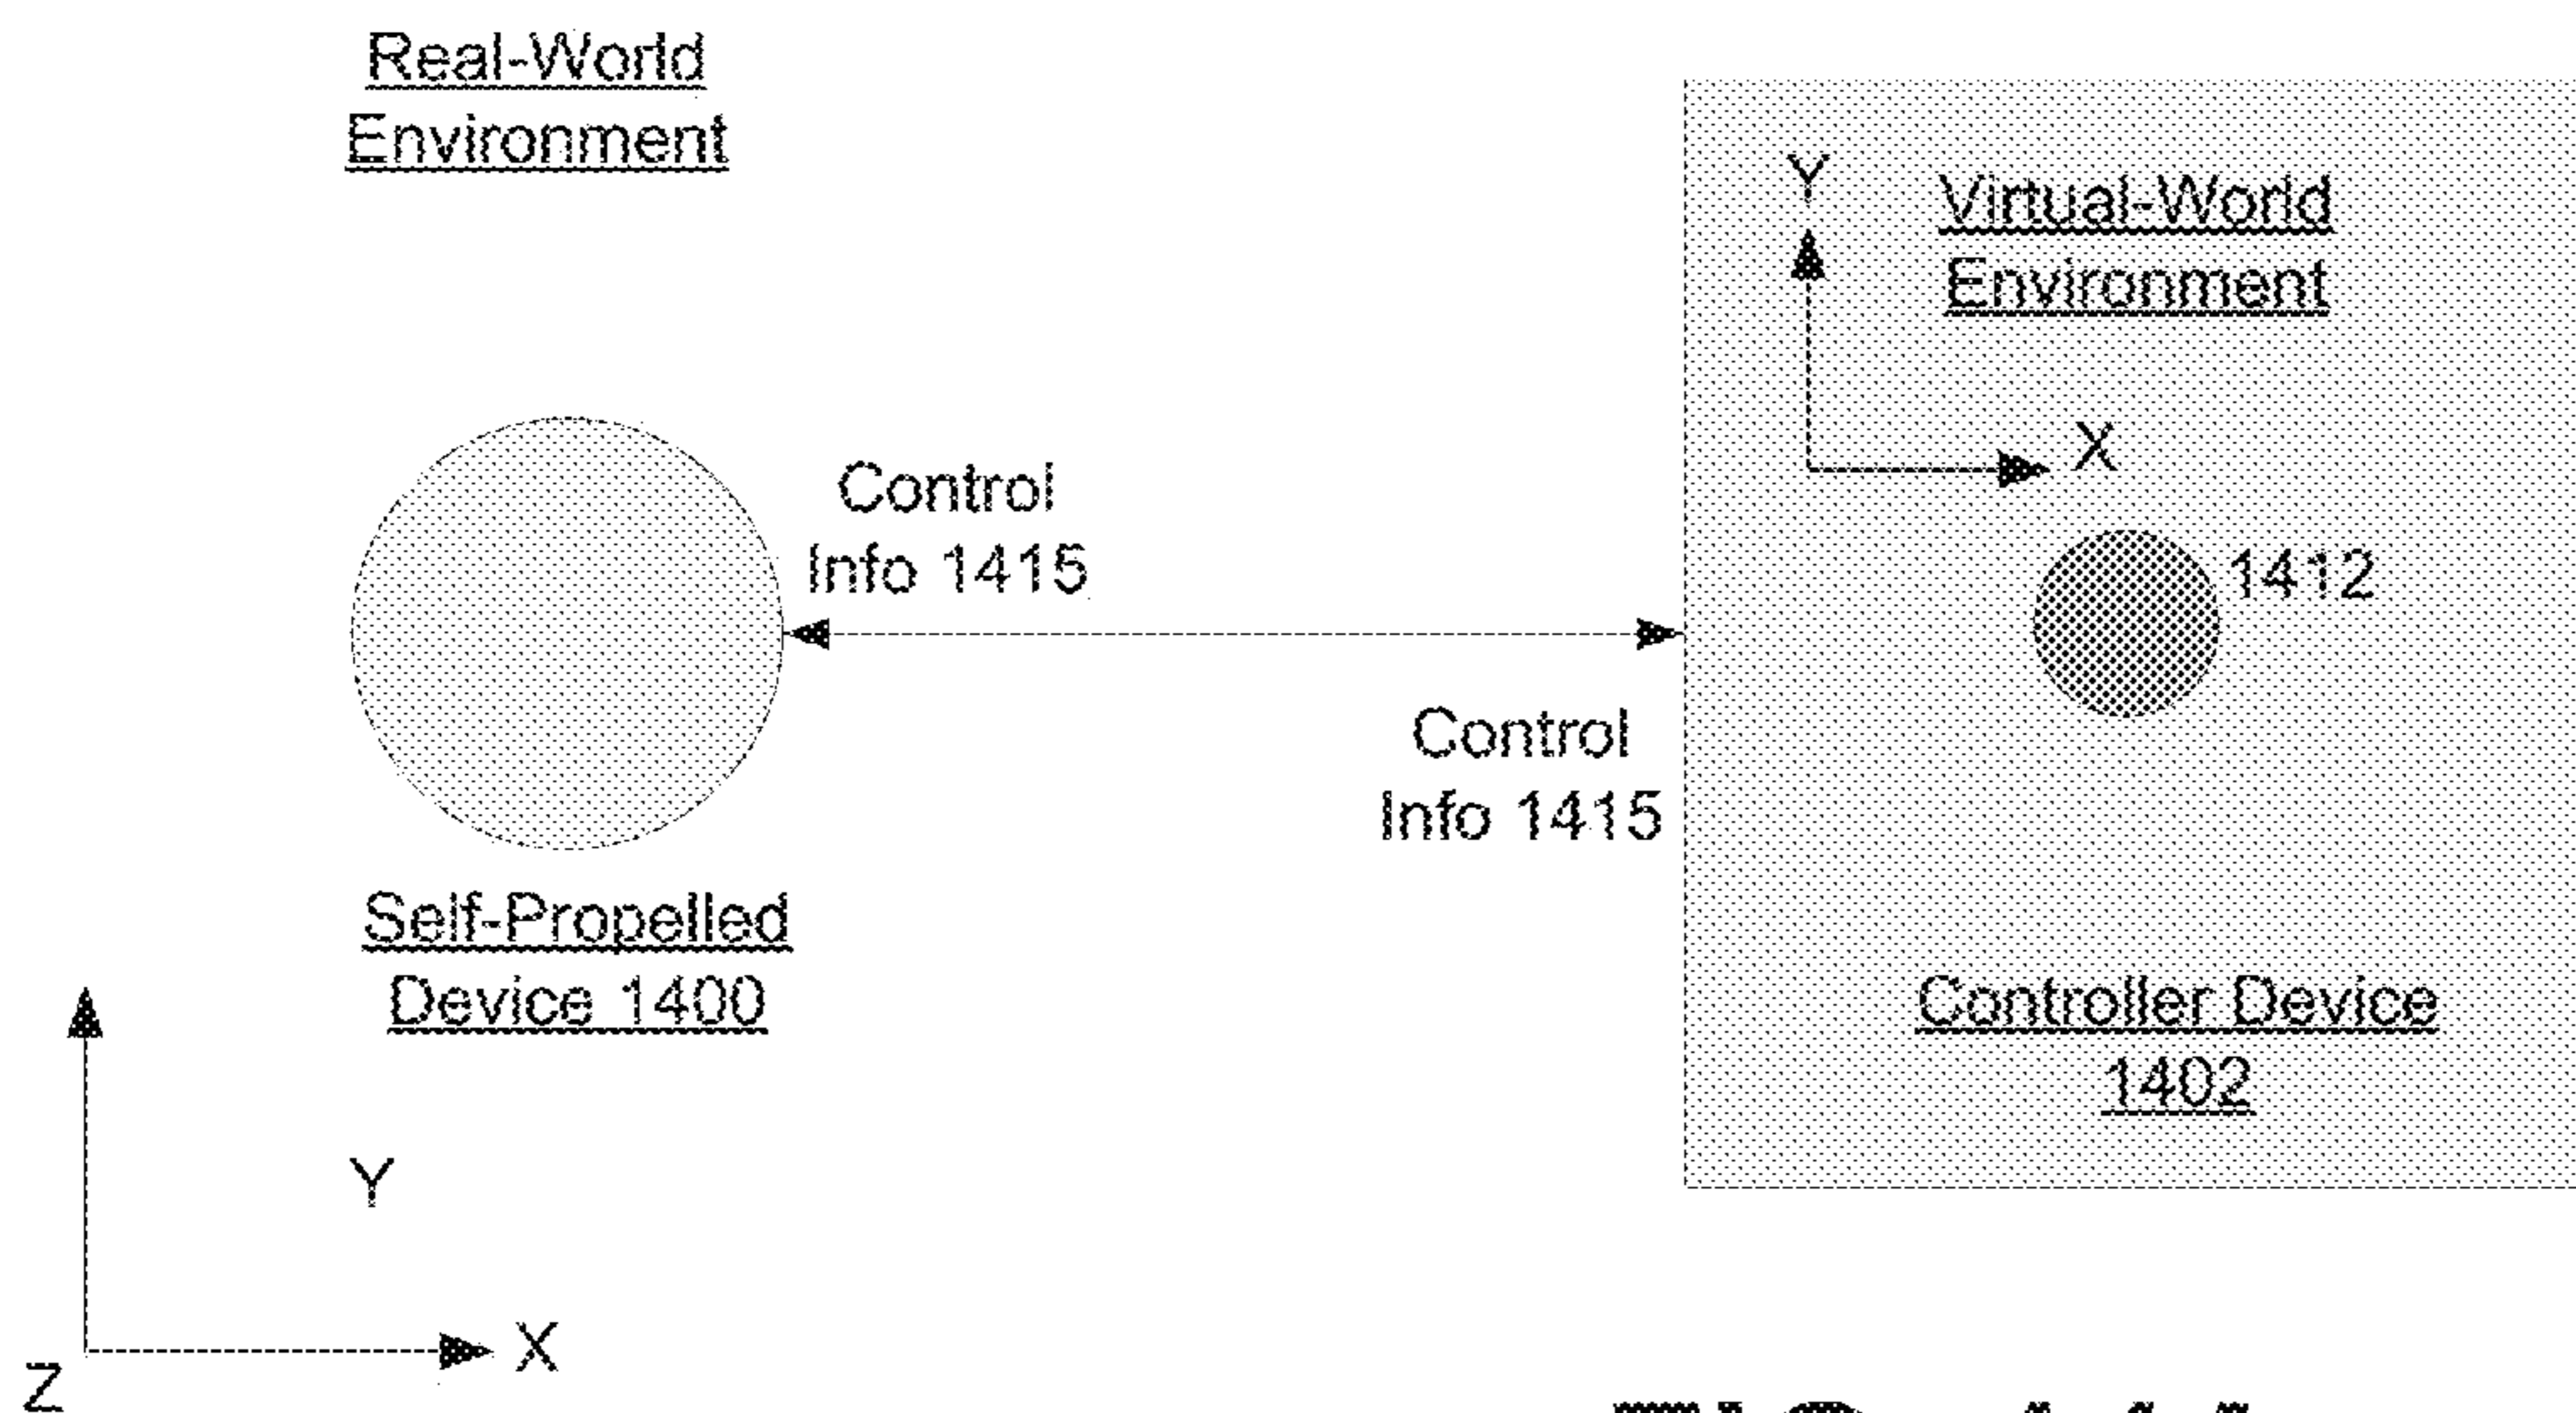 Real-World
Environment
Y
Virtual-World
Environment
X
Control
Info 1415
1412
Control
Info 1415
Self-Propelled
Device 1400
Controller Device
1402
Y
X
Z